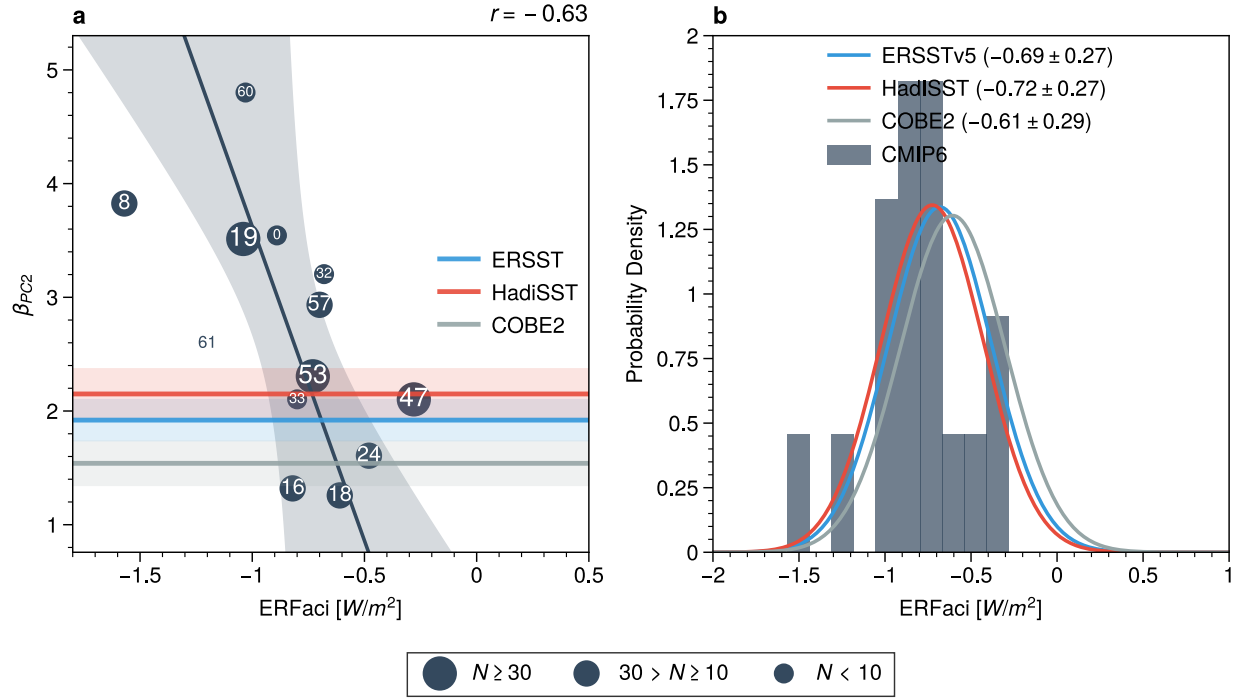 a
r = − 0.63
5
4
3
2
1
β_PC2
60
8
19
0
32
57
61
53
33
47
24
16
18
ERSST
HadiSST
COBE2
−1.5
−1
−0.5
0
0.5
ERFaci [W/m²]
b
2
1.75
1.5
1.25
1
0.75
0.5
0.25
0
Probability Density
ERSSTv5 (−0.69 ± 0.27)
HadISST (−0.72 ± 0.27)
COBE2 (−0.61 ± 0.29)
CMIP6
−2
−1.5
−1
−0.5
0
0.5
1
ERFaci [W/m²]
N ≥ 30
30 > N ≥ 10
N < 10